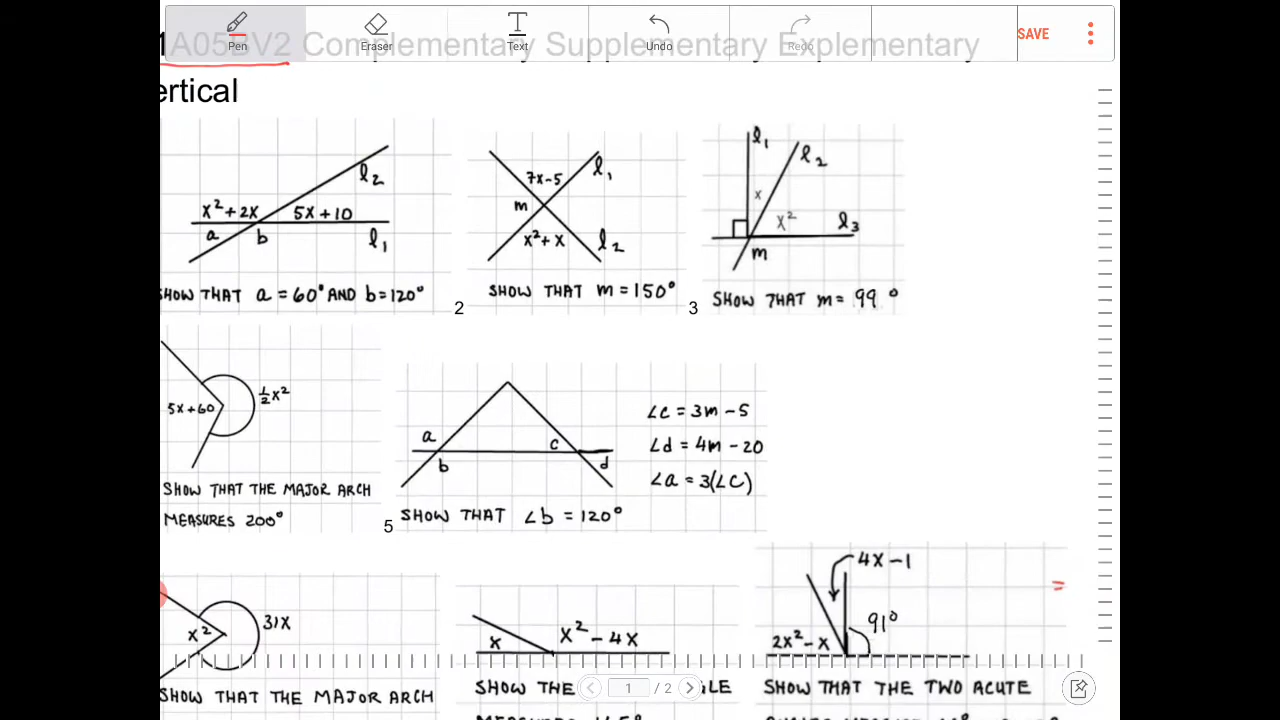 Pen Eraser Text Undo Redo SAVE
1A05 V2 Complementary Supplementary Explementary
ertical
x²+2x 5x+10 l₂
a b l₁
SHOW THAT a=60° AND b=120°
2
7x-5 l₁
m
x²+x l₂
SHOW THAT m=150°
3
l₁ l₂
x x² l₃
m
SHOW THAT m= 99°
5x+60 ½x²
SHOW THAT THE MAJOR ARCH
MEASURES 200°
5
a b c d
∠c = 3m-5
∠d = 4m-20
∠a = 3(∠c)
SHOW THAT ∠b = 120°
x² 31x
SHOW THAT THE MAJOR ARCH
x x²-4x
SHOW THE
1 / 2
4x-1
2x²-x 91°
=
SHOW THAT THE TWO ACUTE